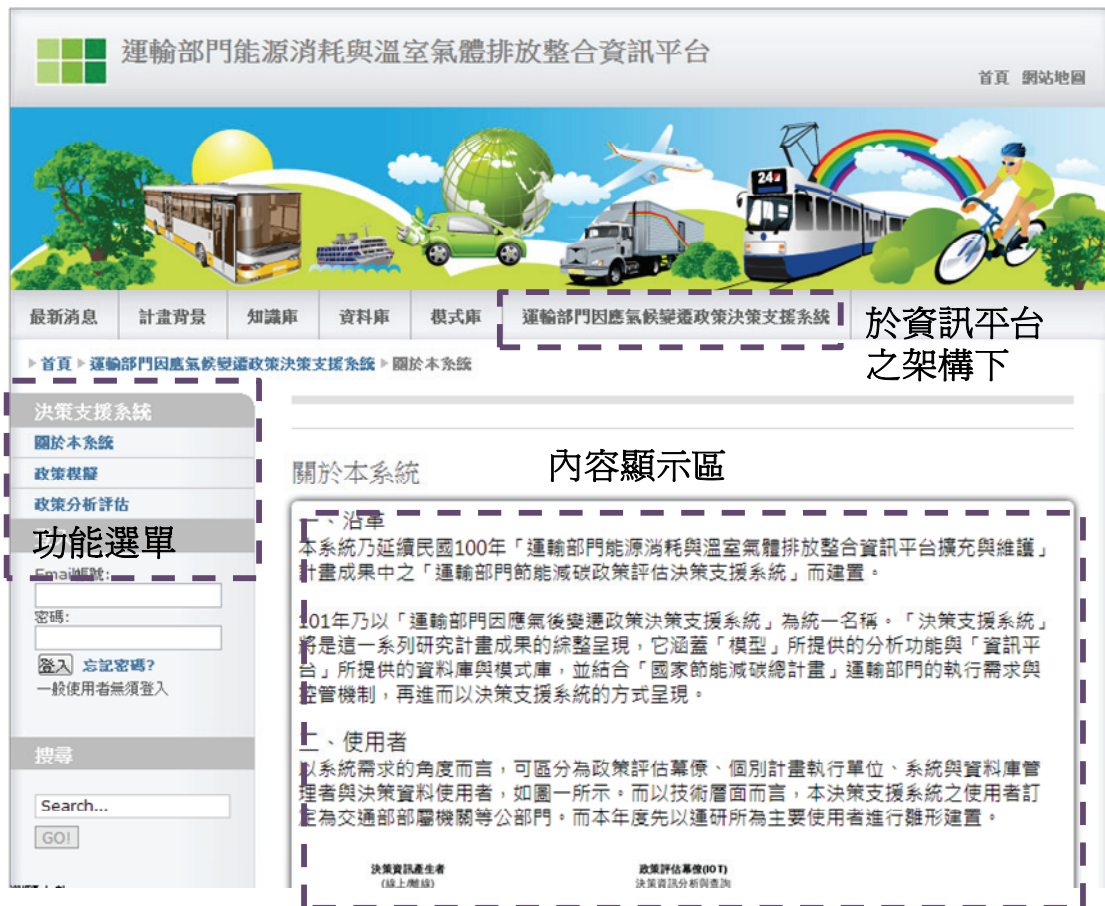 運輸部門能源消耗與溫室氣體排放整合資訊平台
首頁 網站地圖
24
最新消息 計畫背景 知識庫 資料庫 模式庫 運輸部門因應氣候變遷政策決策支援系統
於資訊平台
之架構下
首頁 運輸部門因應氣候變遷政策決策支援系統 關於本系統
決策支援系統
關於本系統
政策模擬
政策分析評估
功能選單
Email帳號:
密碼:
登入 忘記密碼?
一般使用者無須登入
搜尋
Search...
GO!
關於本系統
內容顯示區
一、沿革
本系統乃延續民國100年「運輸部門能源消耗與溫室氣體排放整合資訊平台擴充與維護」
計畫成果中之「運輸部門節能減碳政策評估決策支援系統」而建置。
101年乃以「運輸部門因應氣後變遷政策決策支援系統」為統一名稱。「決策支援系統」
將是這一系列研究計畫成果的綜整呈現，它涵蓋「模型」所提供的分析功能與「資訊平
台」所提供的資料庫與模式庫，並結合「國家節能減碳總計畫」運輸部門的執行需求與
控管機制，再進而以決策支援系統的方式呈現。
二、使用者
以系統需求的角度而言，可區分為政策評估幕僚、個別計畫執行單位、系統與資料庫管
理者與決策資料使用者，如圖一所示。而以技術層面而言，本決策支援系統之使用者訂
定為交通部部屬機關等公部門。而本年度先以運研所為主要使用者進行雛形建置。
決策資訊產生者
(線上/離線)
政策評估幕僚(IOT)
決策資訊分析與查詢